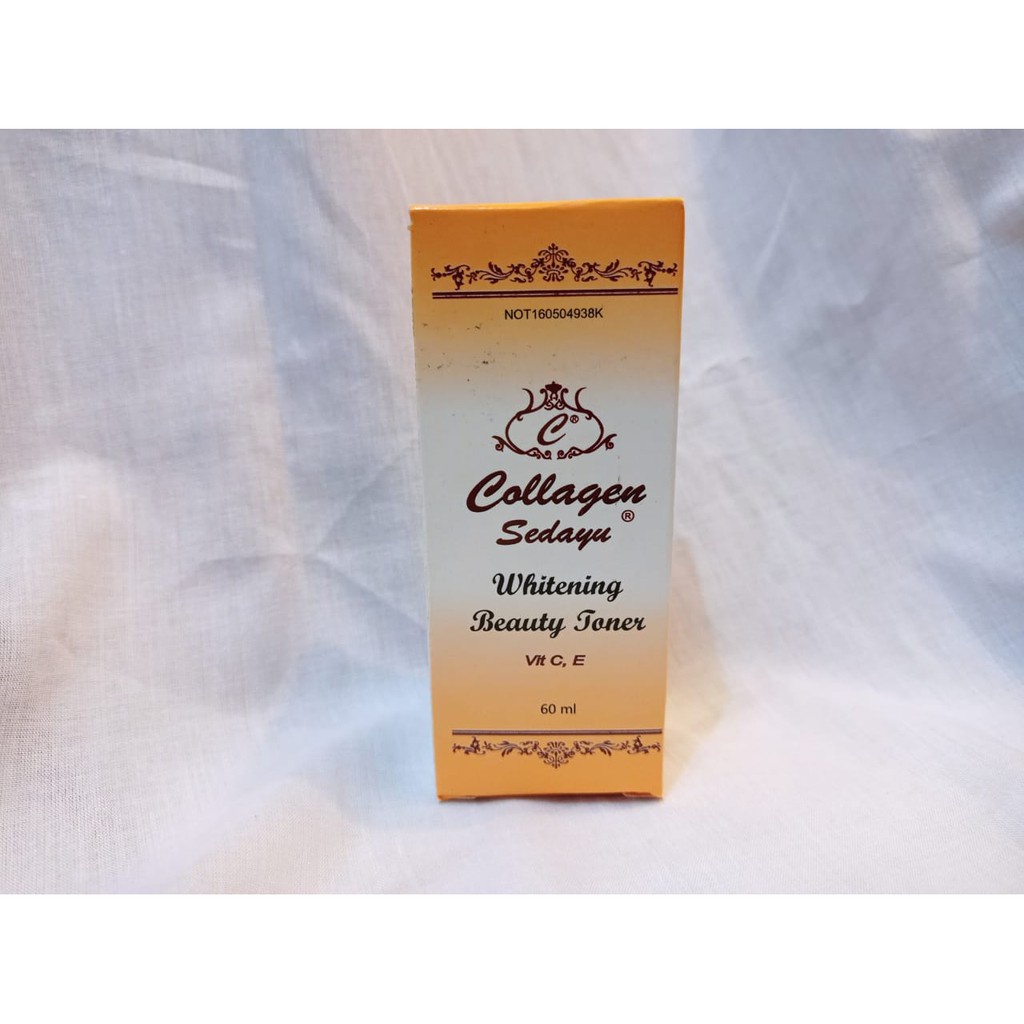 NOT160504938K
C®
Collagen
Sedayu®
Whitening
Beauty Toner
Vit C, E
60 ml